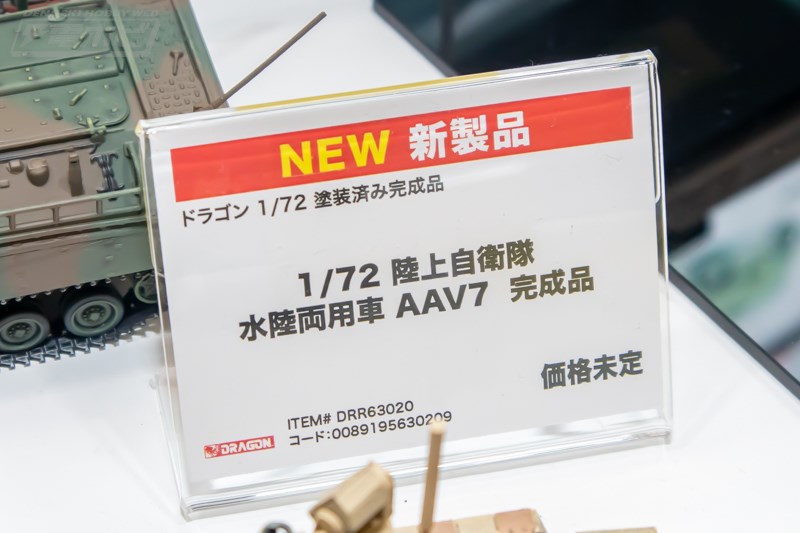 NEW 新製品
ドラゴン 1/72 塗装済み完成品
1/72 陸上自衛隊
水陸両用車 AAV7 完成品
価格未定
ITEM# DRR63020
コード:0089195630209
DRAGON